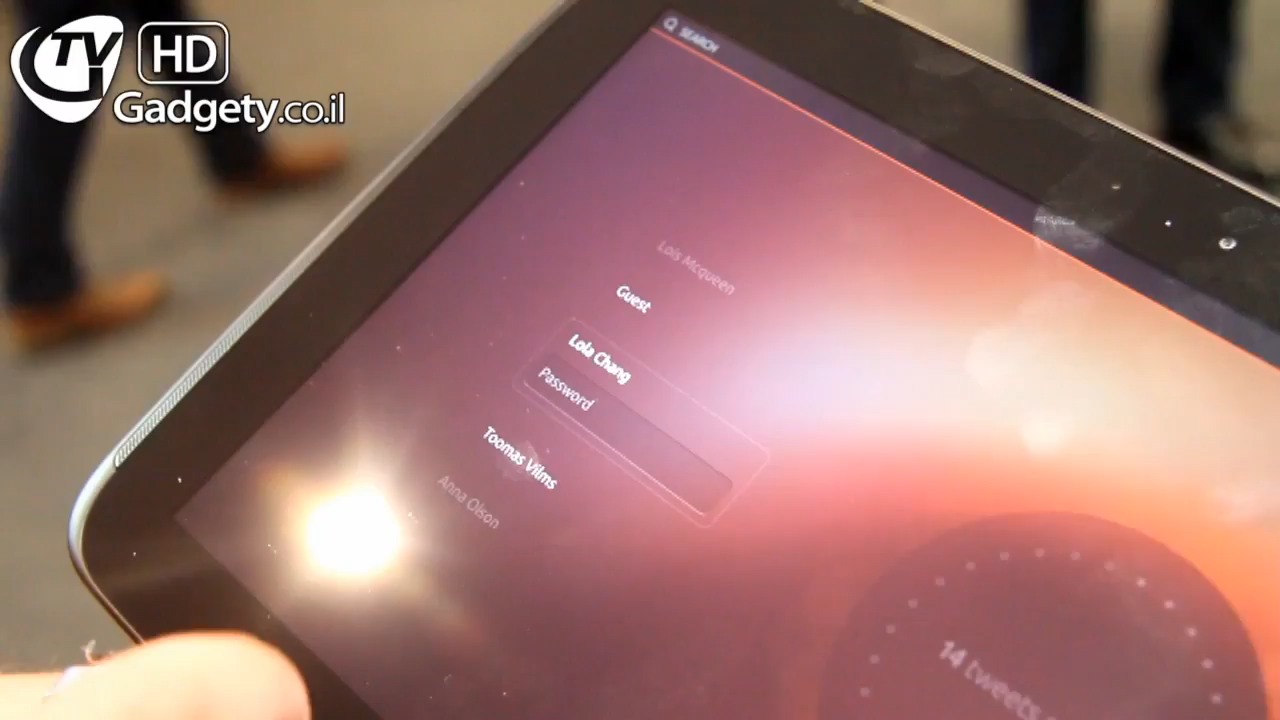 TV
HD
Gadgety.co.il
SEARCH
Lois Mcqueen
Guest
Lola Chang
Password
Toomas Vilms
Anna Olson
14 tweets